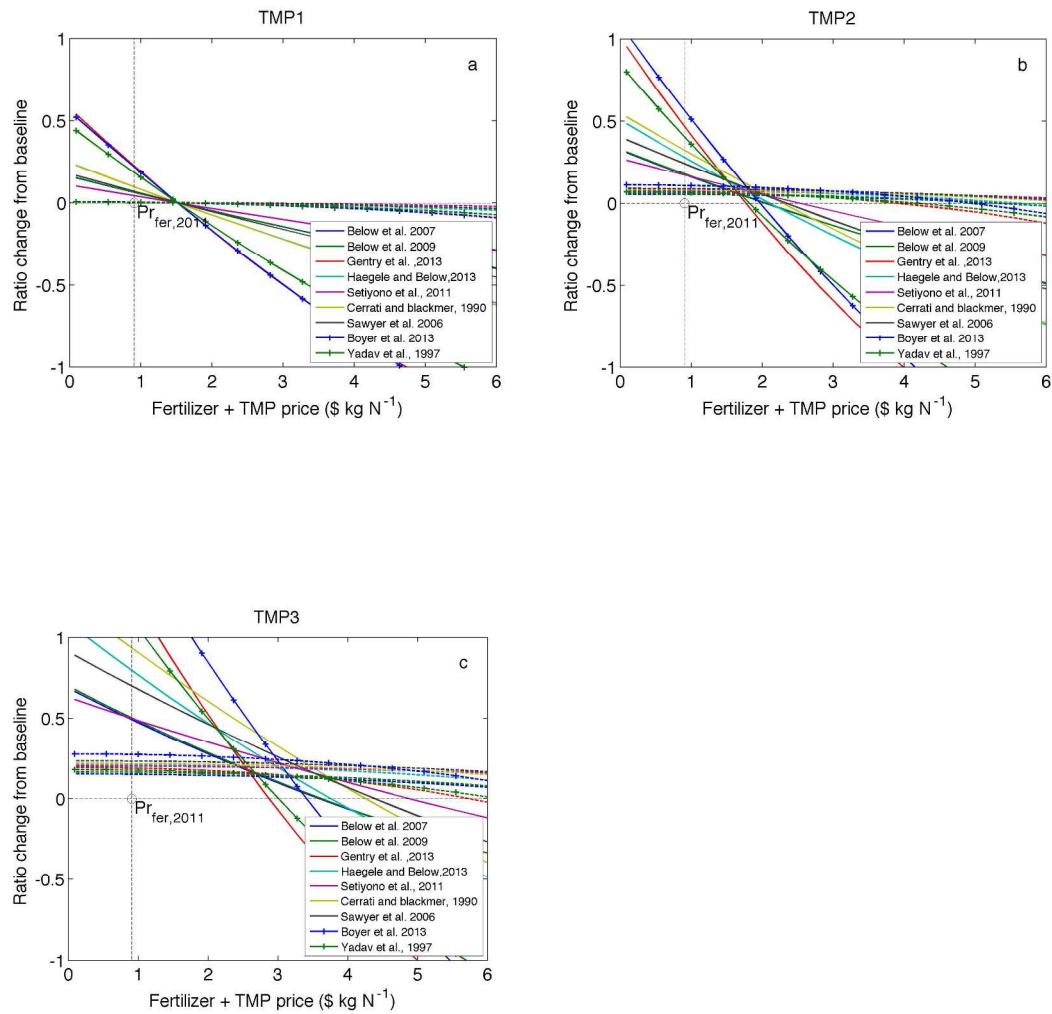 TMP1
a
Ratio change from baseline
1
0.5
0
-0.5
-1
Pr_fer,2011
Below et al. 2007
Below et al. 2009
Gentry et al. ,2013
Haegele and Below,2013
Setiyono et al., 2011
Cerrati and blackmer, 1990
Sawyer et al. 2006
Boyer et al. 2013
Yadav et al., 1997
0 1 2 3 4 5 6
Fertilizer + TMP price ($ kg N⁻¹)
TMP2
b
Ratio change from baseline
1
0.5
0
-0.5
-1
Pr_fer,2011
Below et al. 2007
Below et al. 2009
Gentry et al. ,2013
Haegele and Below,2013
Setiyono et al., 2011
Cerrati and blackmer, 1990
Sawyer et al. 2006
Boyer et al. 2013
Yadav et al., 1997
0 1 2 3 4 5 6
Fertilizer + TMP price ($ kg N⁻¹)
TMP3
c
Ratio change from baseline
1
0.5
0
-0.5
-1
Pr_fer,2011
Below et al. 2007
Below et al. 2009
Gentry et al. ,2013
Haegele and Below,2013
Setiyono et al., 2011
Cerrati and blackmer, 1990
Sawyer et al. 2006
Boyer et al. 2013
Yadav et al., 1997
0 1 2 3 4 5 6
Fertilizer + TMP price ($ kg N⁻¹)